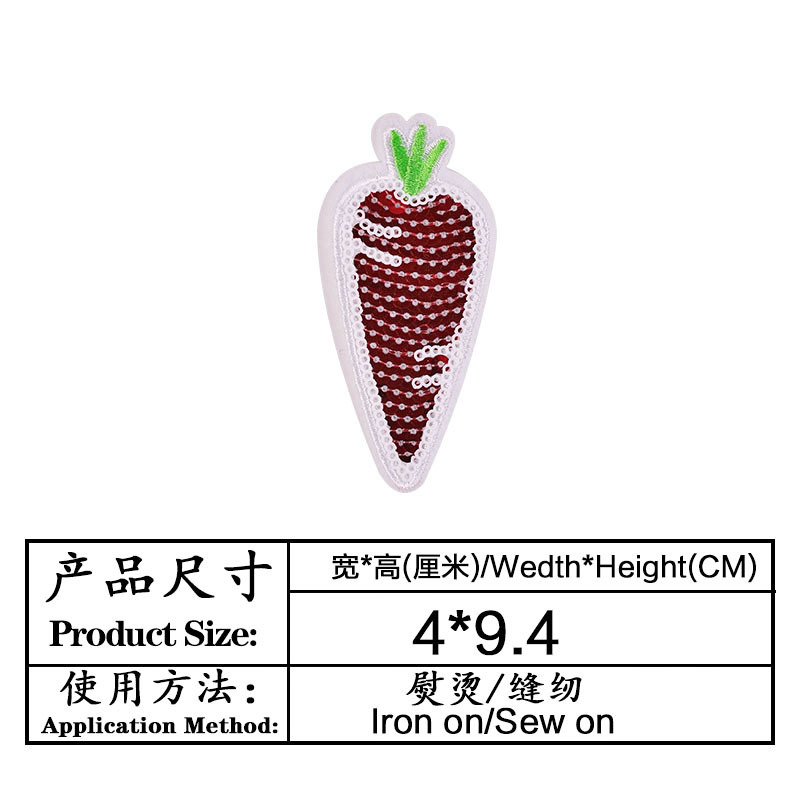 产品尺寸
Product Size:
宽*高(厘米)/Wedth*Height(CM)
4*9.4
使用方法:
Application Method:
熨烫/缝纫
Iron on/Sew on